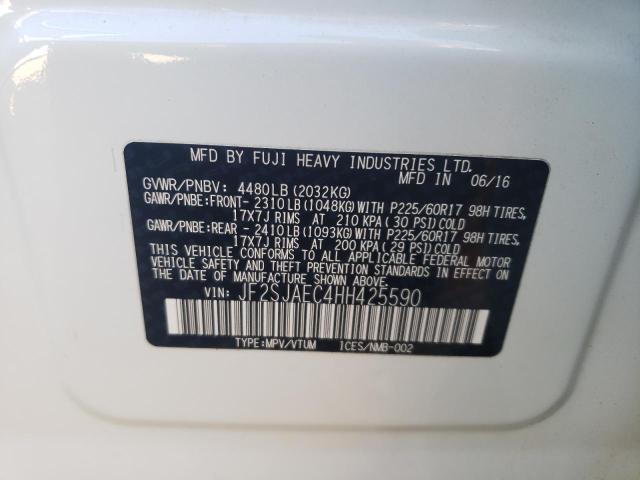 MFD BY FUJI HEAVY INDUSTRIES LTD.
MFD IN 06/16
GVWR/PNBV: 4480LB(2032KG)
GAWR/PNBE:FRONT- 2310LB(1048KG)WITH P225/60R17 98H TIRES,
17X7J RIMS AT 210 KPA(30 PSI)COLD
GAWR/PNBE:REAR - 2410LB(1093KG)WITH P225/60R17 98H TIRES,
17X7J RIMS AT 200 KPA(29 PSI)COLD
THIS VEHICLE CONFORMS TO ALL APPLICABLE FEDERAL MOTOR
VEHICLE SAFETY AND THEFT PREVENTION STANDARDS IN EFFECT ON
THE DATE OF MANUFACTURE SHOWN ABOVE.
VIN: JF2SJAEC4HH425590
TYPE:MPV/VTUM ICES/NMB-002